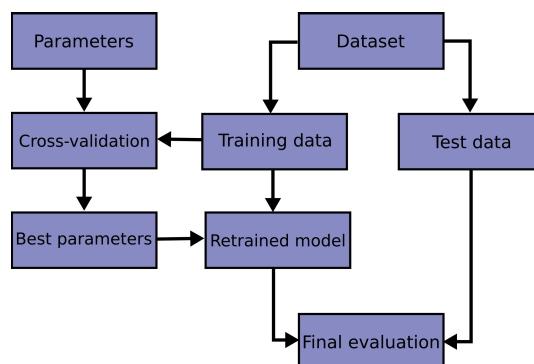 Parameters
Dataset
Cross-validation
Training data
Test data
Best parameters
Retrained model
Final evaluation